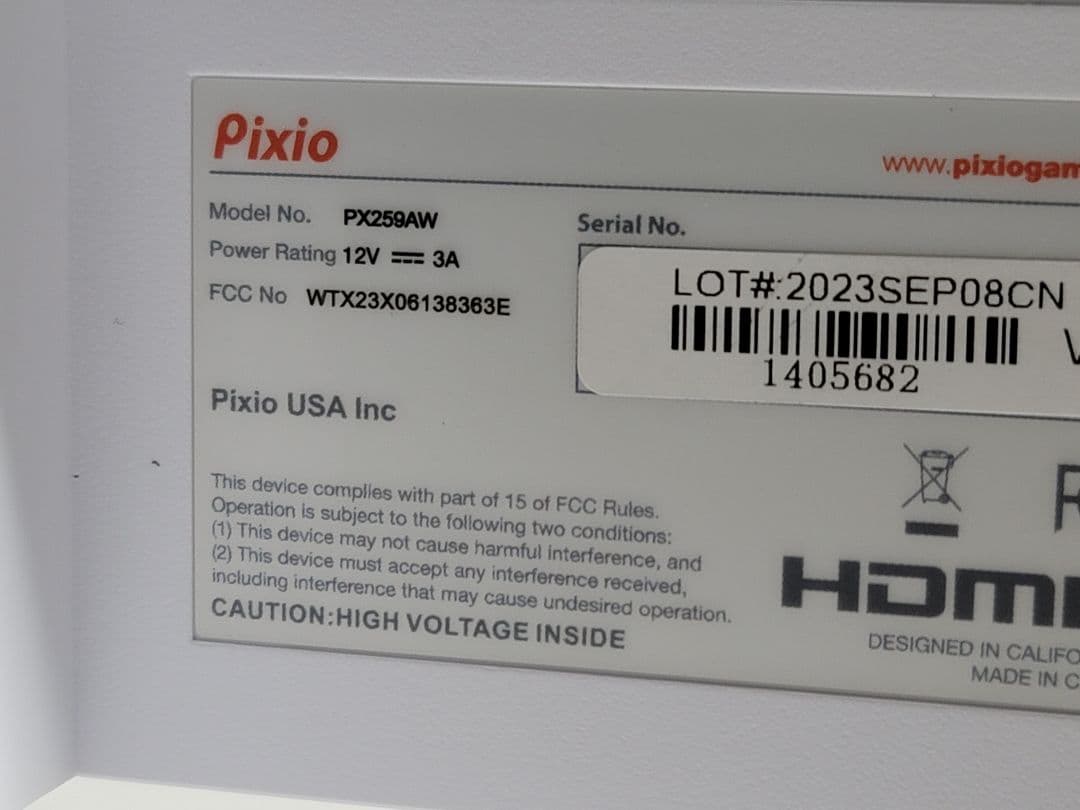 Pixio
www.pixiogam
Model No. PX259AW
Power Rating 12V 3A
FCC No WTX23X06138363E
Serial No.
LOT#:2023SEP08CN
1405682
Pixio USA Inc
This device complies with part of 15 of FCC Rules.
Operation is subject to the following two conditions:
(1) This device may not cause harmful interference, and
(2) This device must accept any interference received,
including interference that may cause undesired operation.
CAUTION:HIGH VOLTAGE INSIDE
HDMI
DESIGNED IN CALIFO
MADE IN C